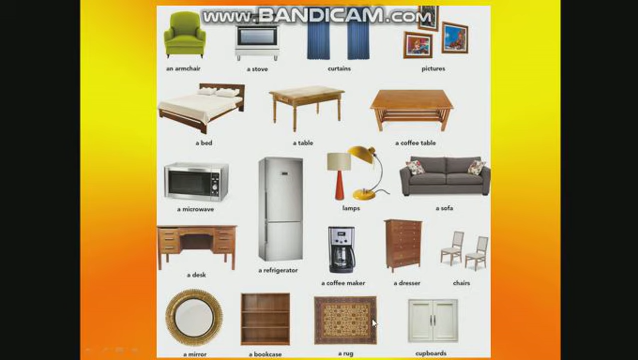 www.BANDICAM.com
an armchair
a stove
curtains
pictures
a bed
a table
a coffee table
a microwave
a refrigerator
lamps
a sofa
a desk
a coffee maker
a dresser
chairs
a mirror
a bookcase
a rug
cupboards